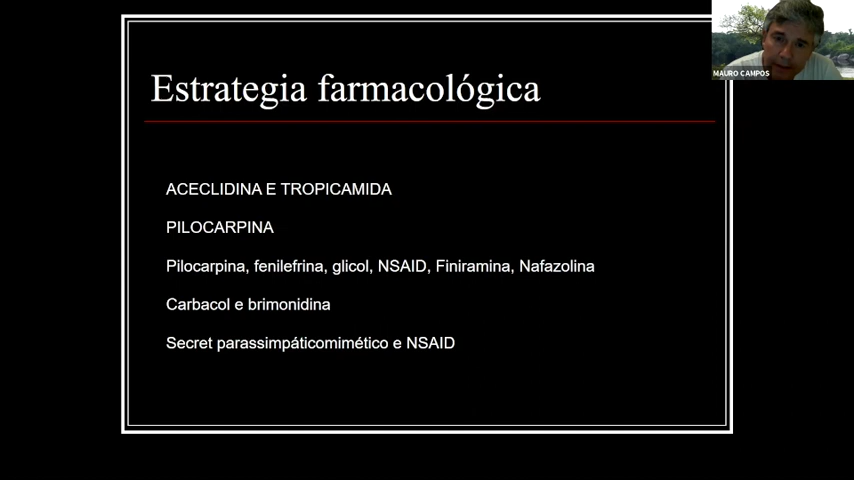 MAURO CAMPOS
Estrategia farmacológica
ACECLIDINA E TROPICAMIDA
PILOCARPINA
Pilocarpina, fenilefrina, glicol, NSAID, Finiramina, Nafazolina
Carbacol e brimonidina
Secret parassimpáticomimético e NSAID